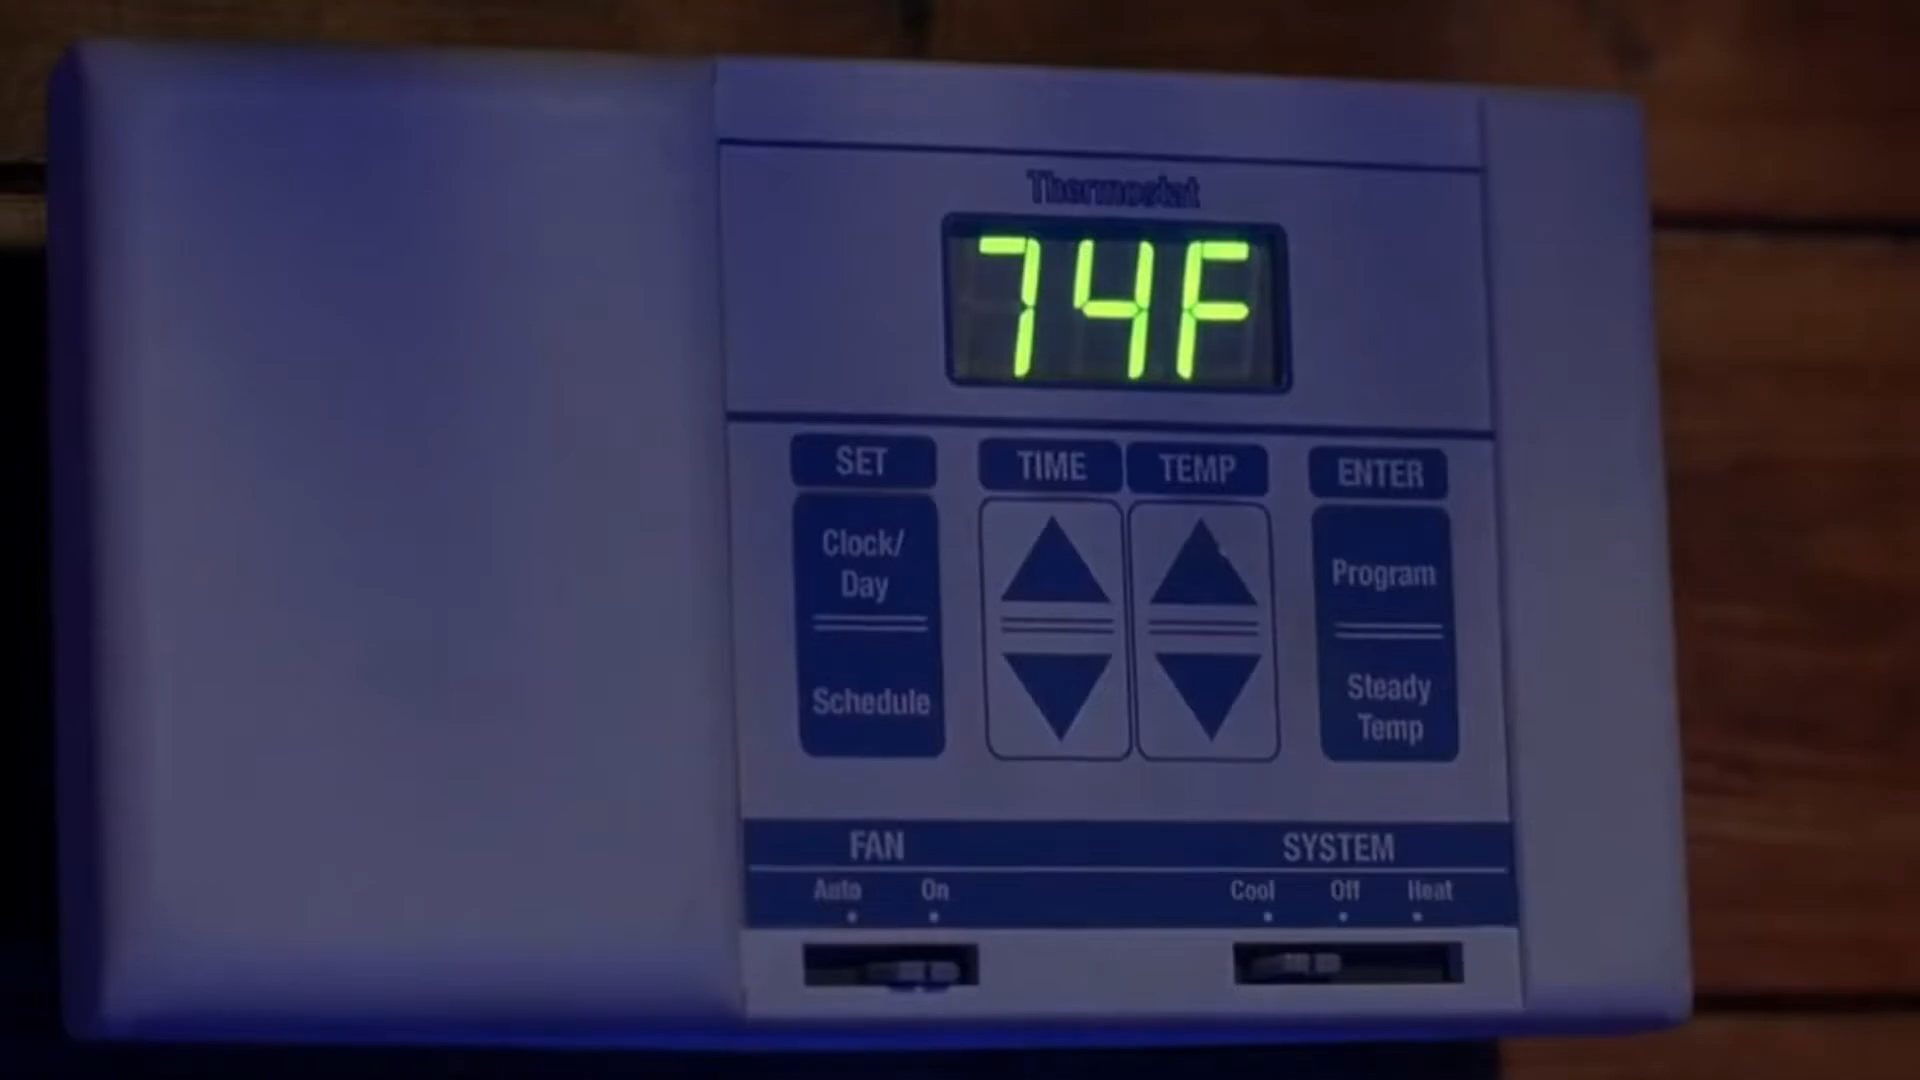 Thermostat
74F
SET
TIME
TEMP
ENTER
Clock/
Day
Schedule
Program
Steady
Temp
FAN
SYSTEM
Auto
On
Cool
Off
Heat